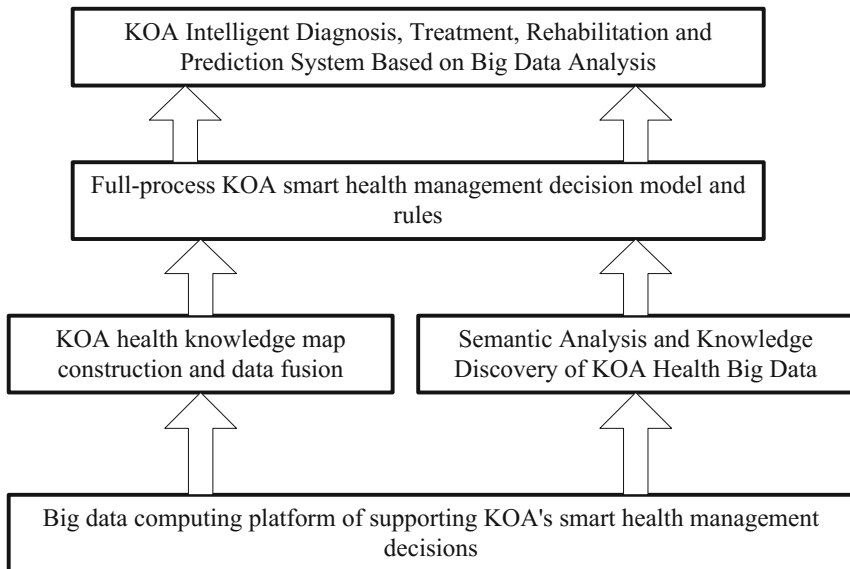 KOA Intelligent Diagnosis, Treatment, Rehabilitation and
Prediction System Based on Big Data Analysis
Full-process KOA smart health management decision model and
rules
KOA health knowledge map
construction and data fusion
Semantic Analysis and Knowledge
Discovery of KOA Health Big Data
Big data computing platform of supporting KOA's smart health management
decisions